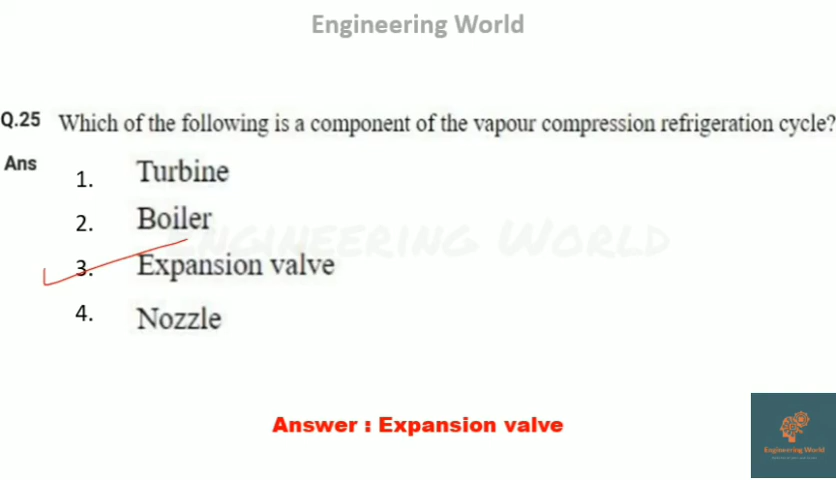 Engineering World
Q.25 Which of the following is a component of the vapour compression refrigeration cycle?
Ans
1. Turbine
2. Boiler
ENGINEERING WORLD
3. Expansion valve
4. Nozzle
Answer : Expansion valve
Engineering World